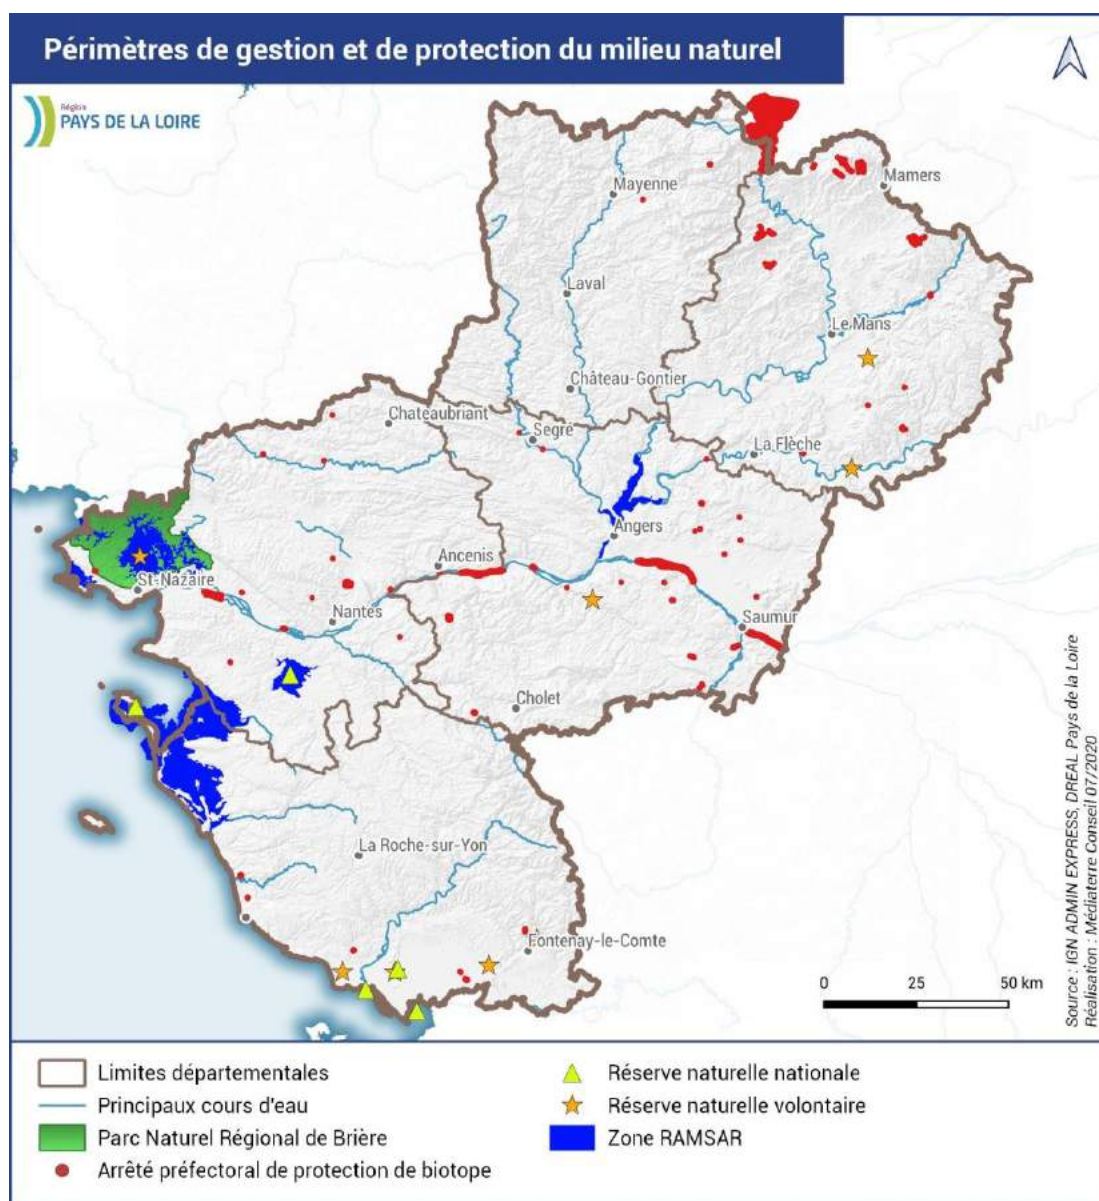 Périmètres de gestion et de protection du milieu naturel
Région
PAYS DE LA LOIRE
Mayenne
Mamers
Laval
Le Mans
Château-Gontier
Chateaubriant
Segré
La Flèche
Angers
Ancenis
St-Nazaire
Nantes
Saumur
Cholet
La Roche-sur-Yon
Fontenay-le-Comte
0 25 50 km
Source : IGN ADMIN EXPRESS, DREAL Pays de la Loire
Réalisation : Médiaterre Conseil 07/2020
Limites départementales
Réserve naturelle nationale
Principaux cours d'eau
Réserve naturelle volontaire
Parc Naturel Régional de Brière
Zone RAMSAR
Arrêté préfectoral de protection de biotope